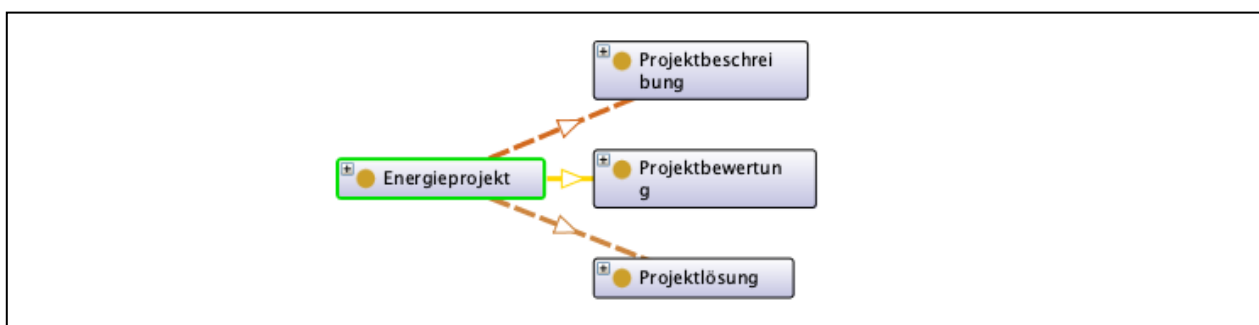 Projektbeschrei
bung
Energieprojekt
Projektbewertun
g
Projektlösung